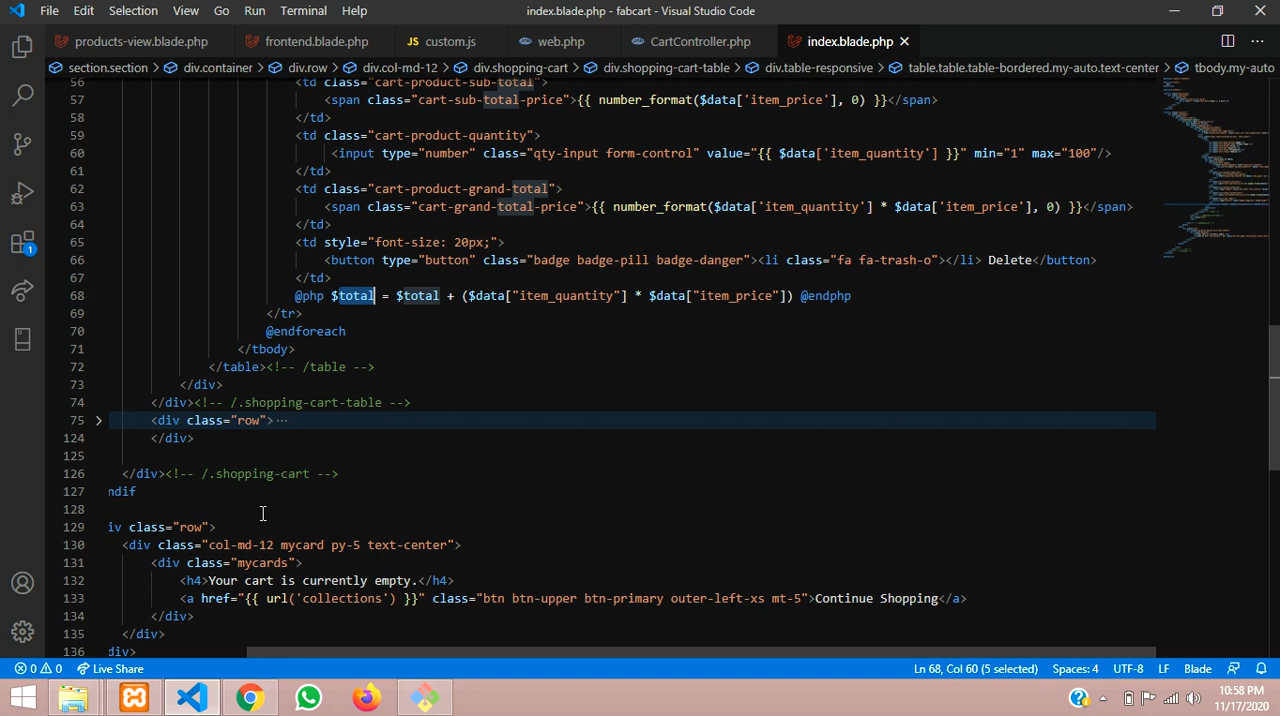 File Edit Selection View Go Run Terminal Help index.blade.php - fabcart - Visual Studio Code
products-view.blade.php frontend.blade.php JS custom.js web.php CartController.php index.blade.php
section.section > div.container > div.row > div.col-md-12 > div.shopping-cart > div.shopping-cart-table > div.table-responsive > table.table.table-bordered.my-auto.text-center > tbody.my-auto
56 <td class="cart-product-sub-total">
57 <span class="cart-sub-total-price">{{ number_format($data['item_price'], 0) }}</span>
58 </td>
59 <td class="cart-product-quantity">
60 <input type="number" class="qty-input form-control" value="{{ $data['item_quantity'] }}" min="1" max="100"/>
61 </td>
62 <td class="cart-product-grand-total">
63 <span class="cart-grand-total-price">{{ number_format($data['item_quantity'] * $data['item_price'], 0) }}</span>
64 </td>
65 <td style="font-size: 20px;">
66 <button type="button" class="badge badge-pill badge-danger"><li class="fa fa-trash-o"></li> Delete</button>
67 </td>
68 @php $total = $total + ($data["item_quantity"] * $data["item_price"]) @endphp
69 </tr>
70 @endforeach
71 </tbody>
72 </table><!-- /table -->
73 </div>
74 </div><!-- /.shopping-cart-table -->
75 <div class="row">
124 </div>
125
126 </div><!-- /.shopping-cart -->
127 ndif
128
129 iv class="row">
130 <div class="col-md-12 mycard py-5 text-center">
131 <div class="mycards">
132 <h4>Your cart is currently empty.</h4>
133 <a href="{{ url('collections') }}" class="btn btn-upper btn-primary outer-left-xs mt-5">Continue Shopping</a>
134 </div>
135 </div>
136 div>
1
0 0 Live Share Ln 68, Col 60 (5 selected) Spaces: 4 UTF-8 LF Blade
10:58 PM
11/17/2020